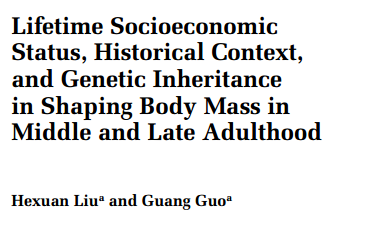 Lifetime Socioeconomic
Status, Historical Context,
and Genetic Inheritance
in Shaping Body Mass in
Middle and Late Adulthood
Hexuan Liuᵃ and Guang Guoᵃ